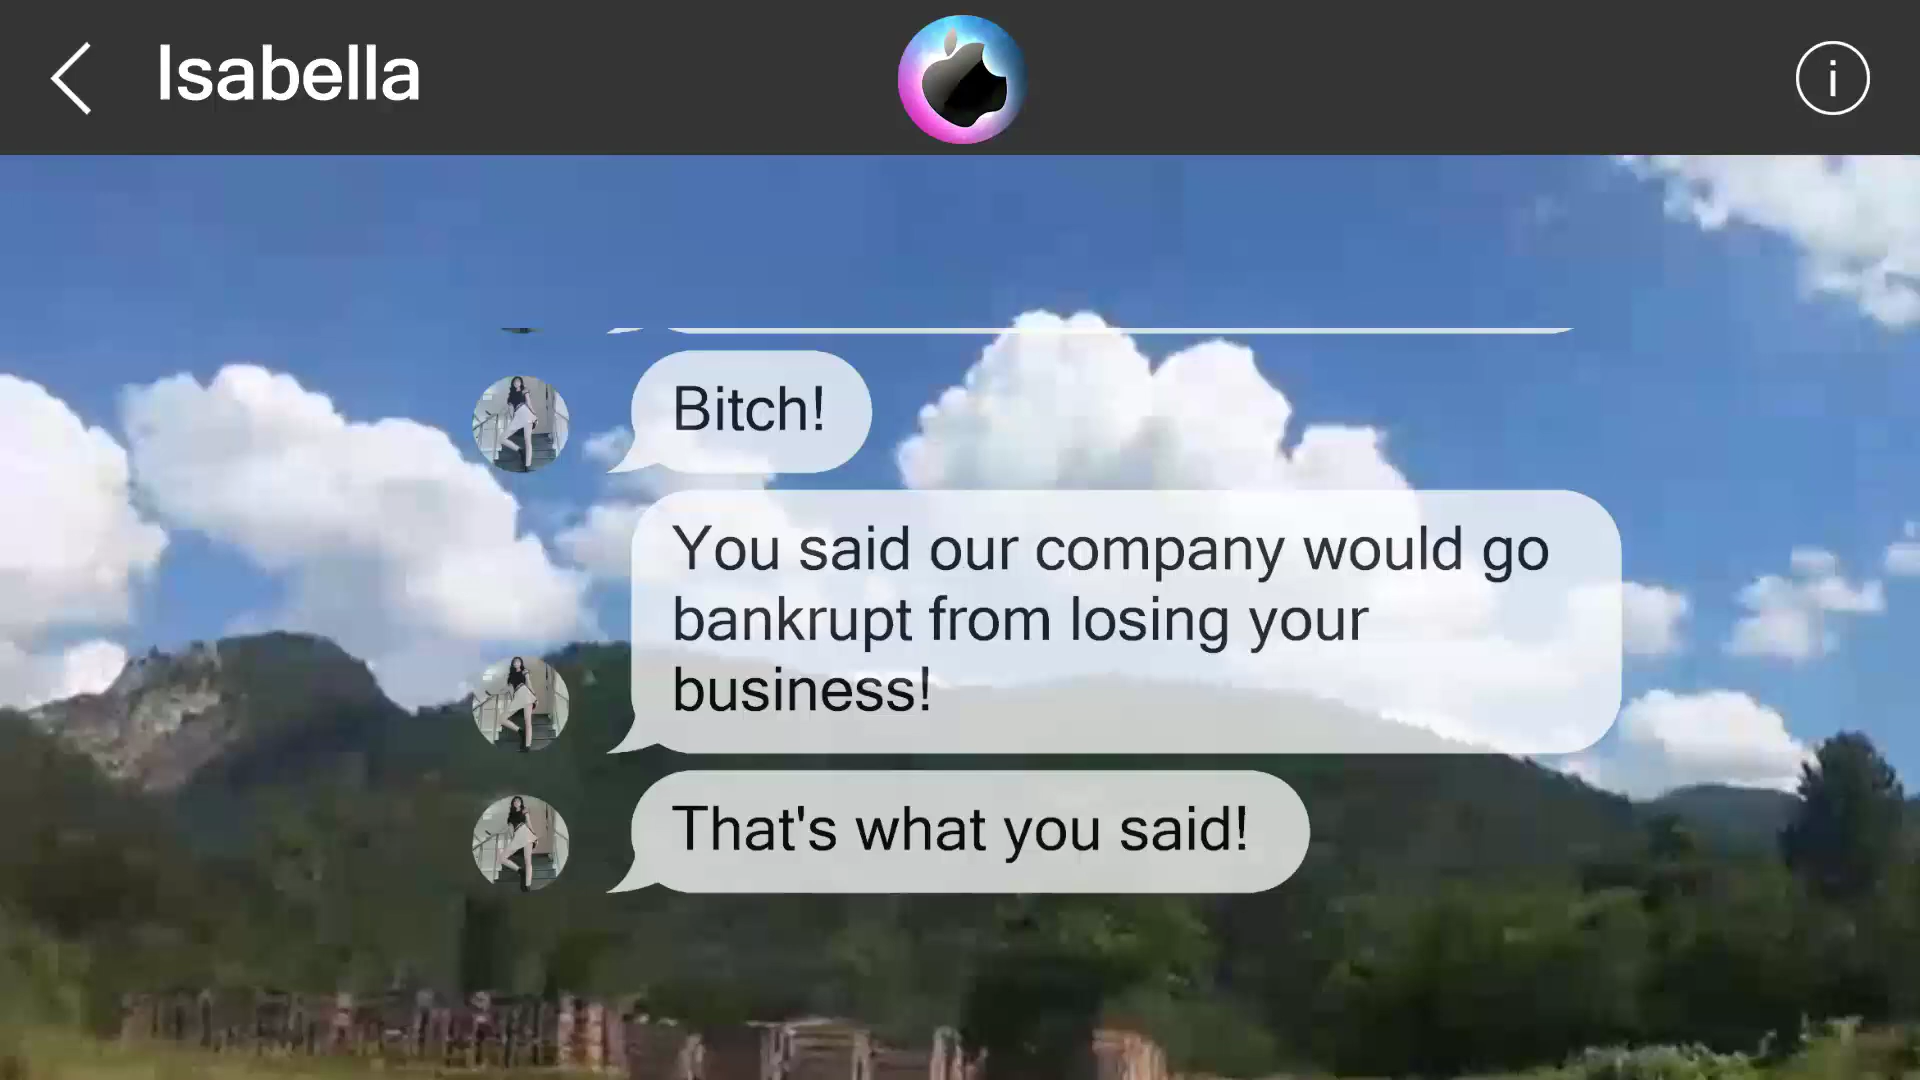 Isabella
i
Bitch!
You said our company would go
bankrupt from losing your
business!
That's what you said!